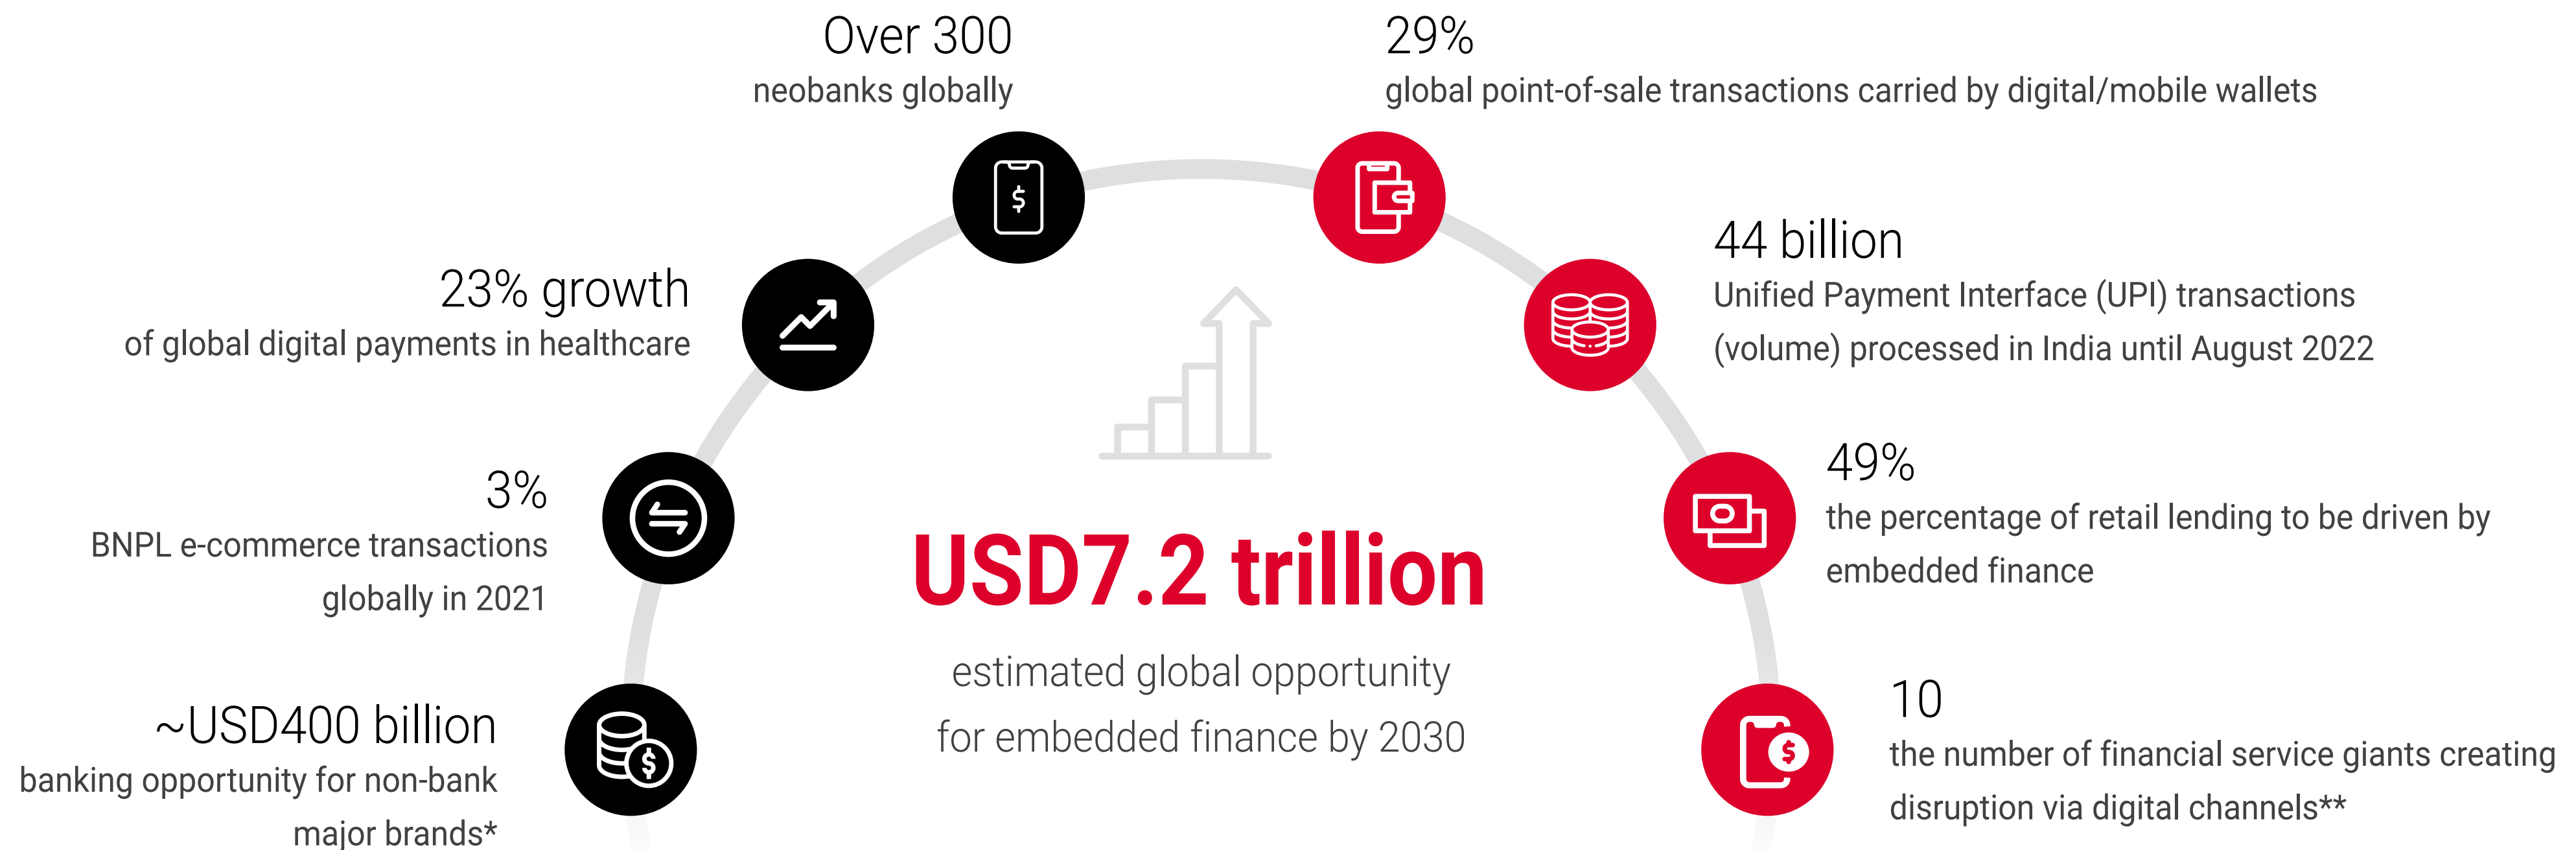 Over 300
neobanks globally
29%
global point-of-sale transactions carried by digital/mobile wallets
23% growth
of global digital payments in healthcare
44 billion
Unified Payment Interface (UPI) transactions
(volume) processed in India until August 2022
3%
BNPL e-commerce transactions
globally in 2021
49%
the percentage of retail lending to be driven by
embedded finance
USD7.2 trillion
estimated global opportunity
for embedded finance by 2030
~USD400 billion
banking opportunity for non-bank
major brands*
10
the number of financial service giants creating
disruption via digital channels**